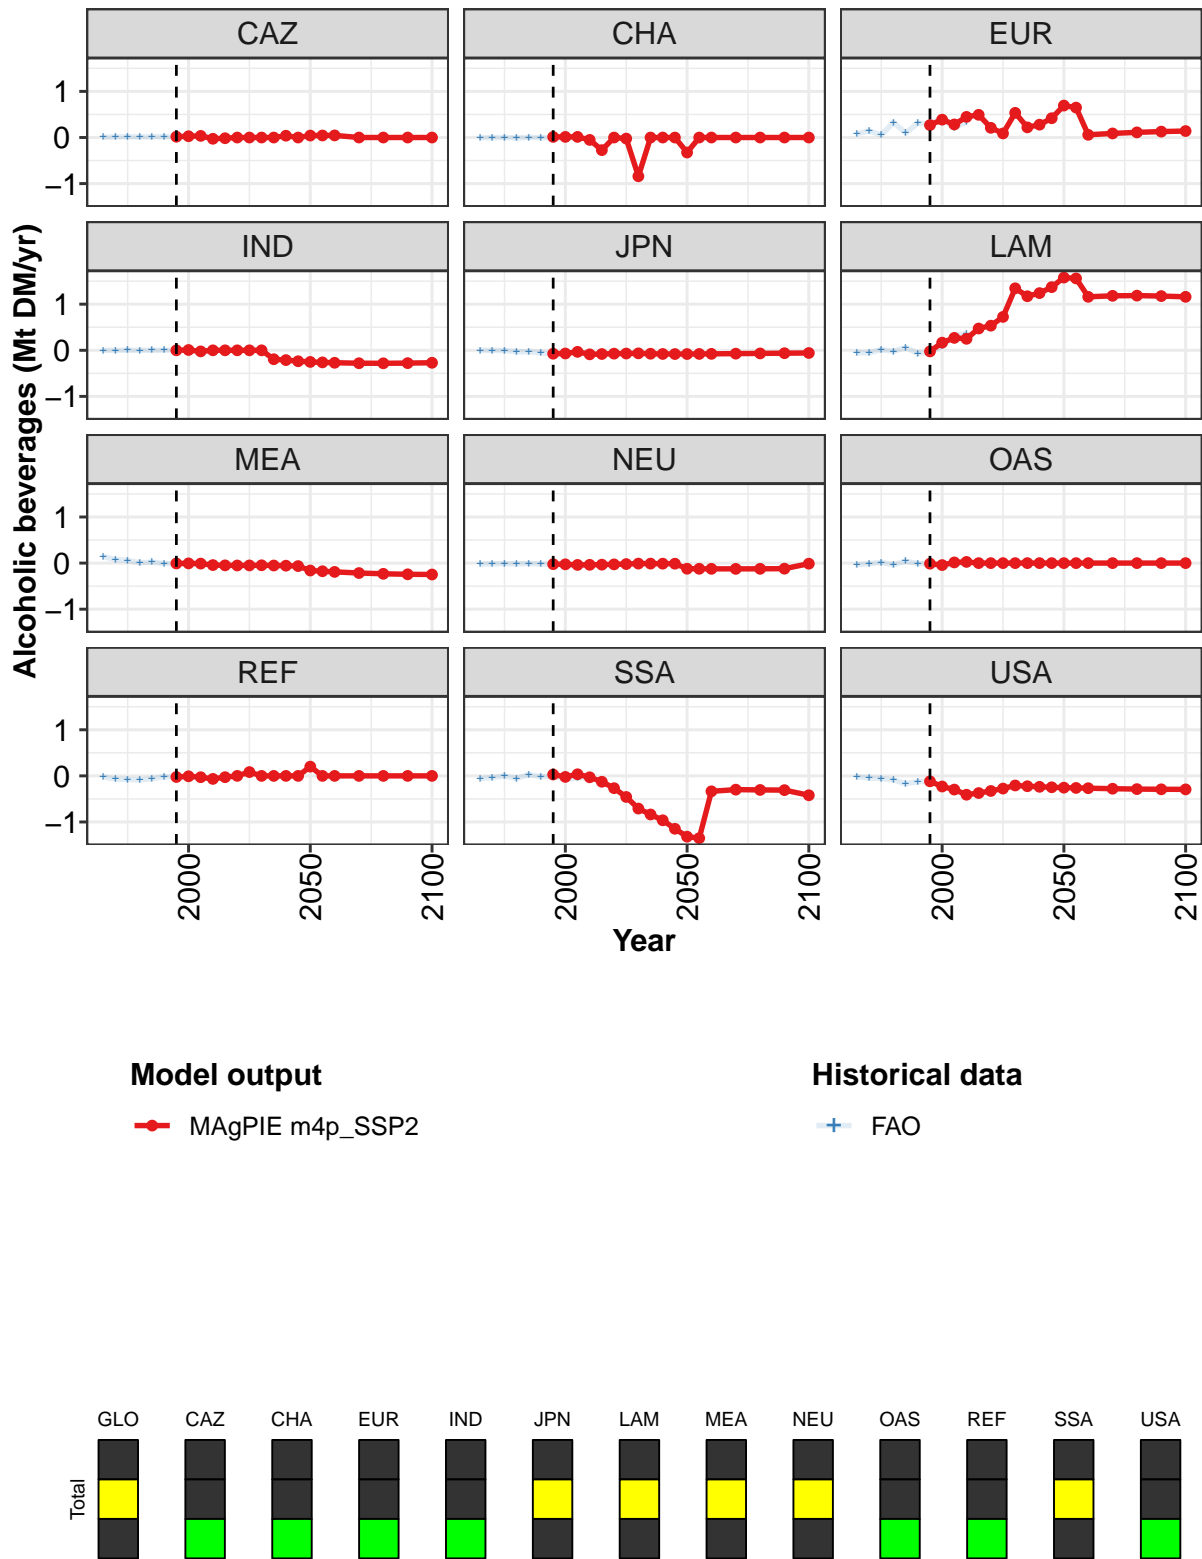 CAZ CHA EUR
1
0
−1
IND JPN LAM
1
0
−1
MEA NEU OAS
1
0
−1
REF SSA USA
1
0
−1
Alcoholic beverages (Mt DM/yr)
2000 2050 2100 2000 2050 2100 2000 2050 2100
Year
Model output Historical data
MAgPIE m4p_SSP2 FAO
GLO CAZ CHA EUR IND JPN LAM MEA NEU OAS REF SSA USA
Total